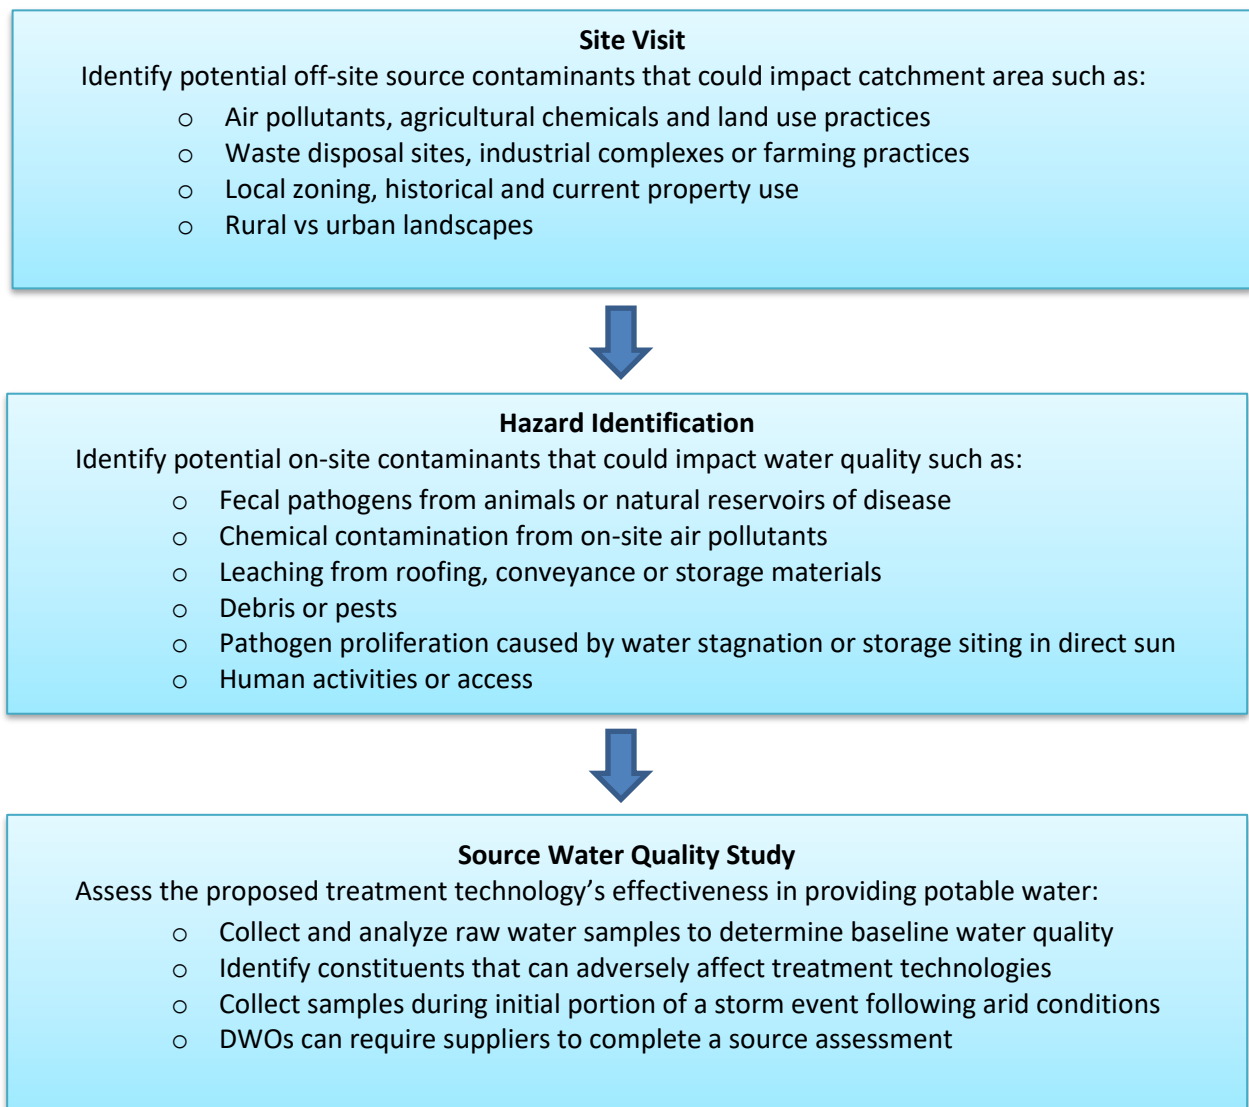 Site Visit
Identify potential off-site source contaminants that could impact catchment area such as:
o Air pollutants, agricultural chemicals and land use practices
o Waste disposal sites, industrial complexes or farming practices
o Local zoning, historical and current property use
o Rural vs urban landscapes
Hazard Identification
Identify potential on-site contaminants that could impact water quality such as:
o Fecal pathogens from animals or natural reservoirs of disease
o Chemical contamination from on-site air pollutants
o Leaching from roofing, conveyance or storage materials
o Debris or pests
o Pathogen proliferation caused by water stagnation or storage siting in direct sun
o Human activities or access
Source Water Quality Study
Assess the proposed treatment technology’s effectiveness in providing potable water:
o Collect and analyze raw water samples to determine baseline water quality
o Identify constituents that can adversely affect treatment technologies
o Collect samples during initial portion of a storm event following arid conditions
o DWOs can require suppliers to complete a source assessment